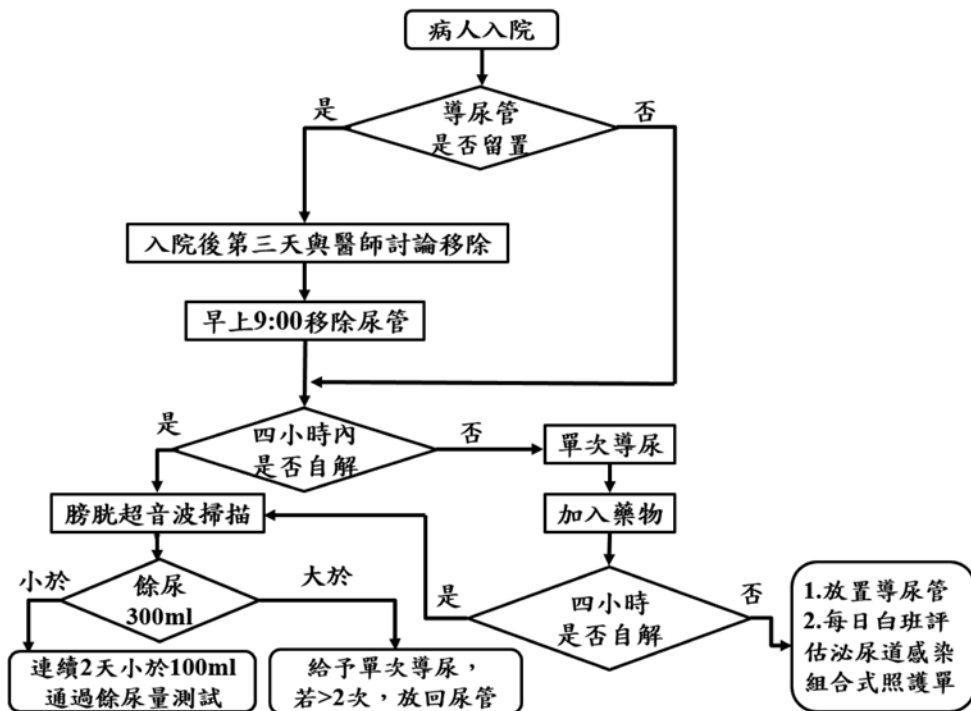 病人入院
是
導尿管
是否留置
否
入院後第三天與醫師討論移除
早上9:00移除尿管
是
四小時內
是否自解
否
單次導尿
膀胱超音波掃描
加入藥物
小於
餘尿
300ml
大於
是
四小時
是否自解
否
1.放置導尿管
2.每日白班評
估泌尿道感染
組合式照護單
連續2天小於100ml
通過餘尿量測試
給予單次導尿，
若>2次，放回尿管